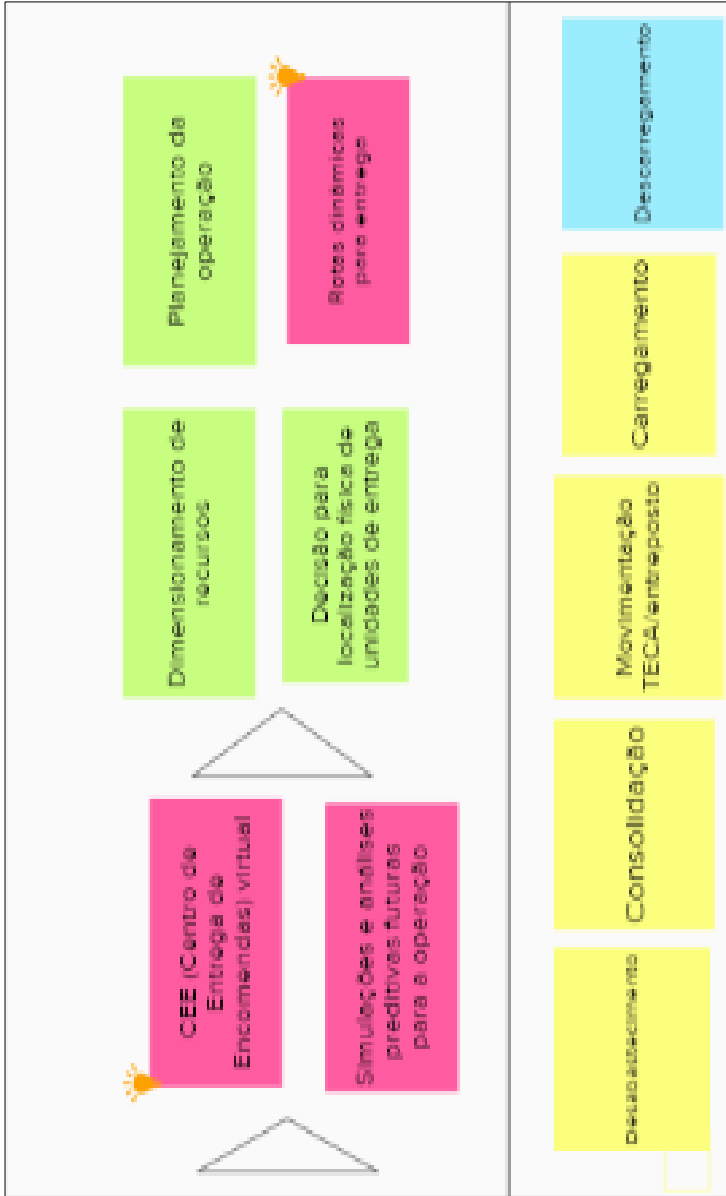 CEE (Centro de
Entrega de
Encomendas) virtual
Simulações e análises
preditivas futuras
para a operação
Dimensionamento de
recursos
Decisão para
localização física de
unidades de entrega
Planejamento da
operação
Rotas dinâmicas
para entrega
Desabastecimento
Consolidação
Movimentação
TECA/entreposto
Carregamento
Descarregamento